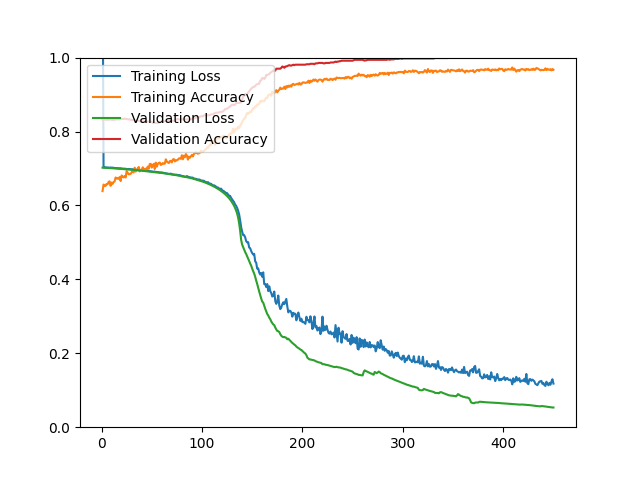 1.0
0.8
0.6
0.4
0.2
0.0
Training Loss
Training Accuracy
Validation Loss
Validation Accuracy
0 100 200 300 400